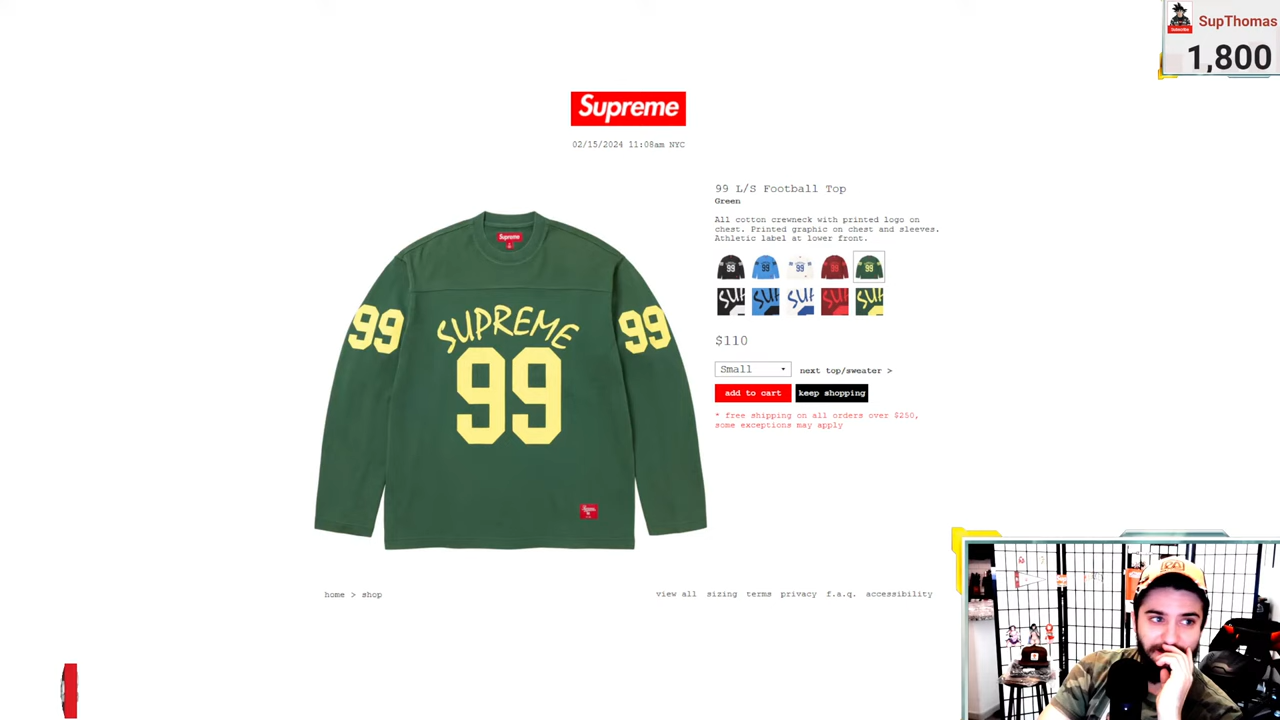 SupThomas
Subscribe
1,800
Supreme
02/15/2024 11:08am NYC
99 L/S Football Top
Green
All cotton crewneck with printed logo on
chest. Printed graphic on chest and sleeves.
Athletic label at lower front.
$110
Small
next top/sweater >
add to cart
keep shopping
* free shipping on all orders over $250,
some exceptions may apply
Supreme
SUPREME
99
99
99
home > shop
view all sizing terms privacy f.a.q. accessibility